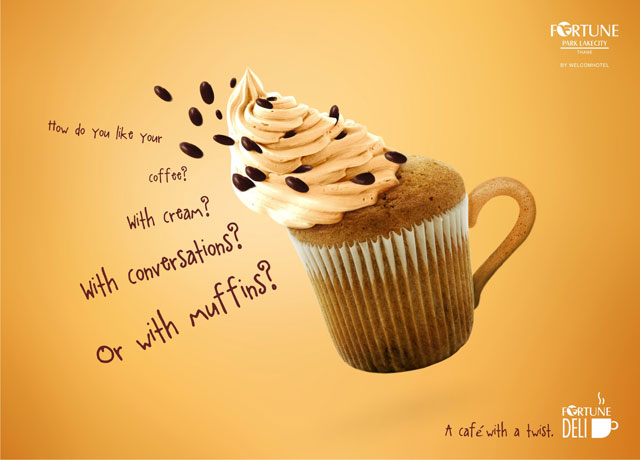 FORTUNE
PARK LAKECITY
THANE
BY WELCOMHOTEL
How do you like your
coffee?
With cream?
With conversations?
Or with muffins?
A café with a twist.
FORTUNE
DELI